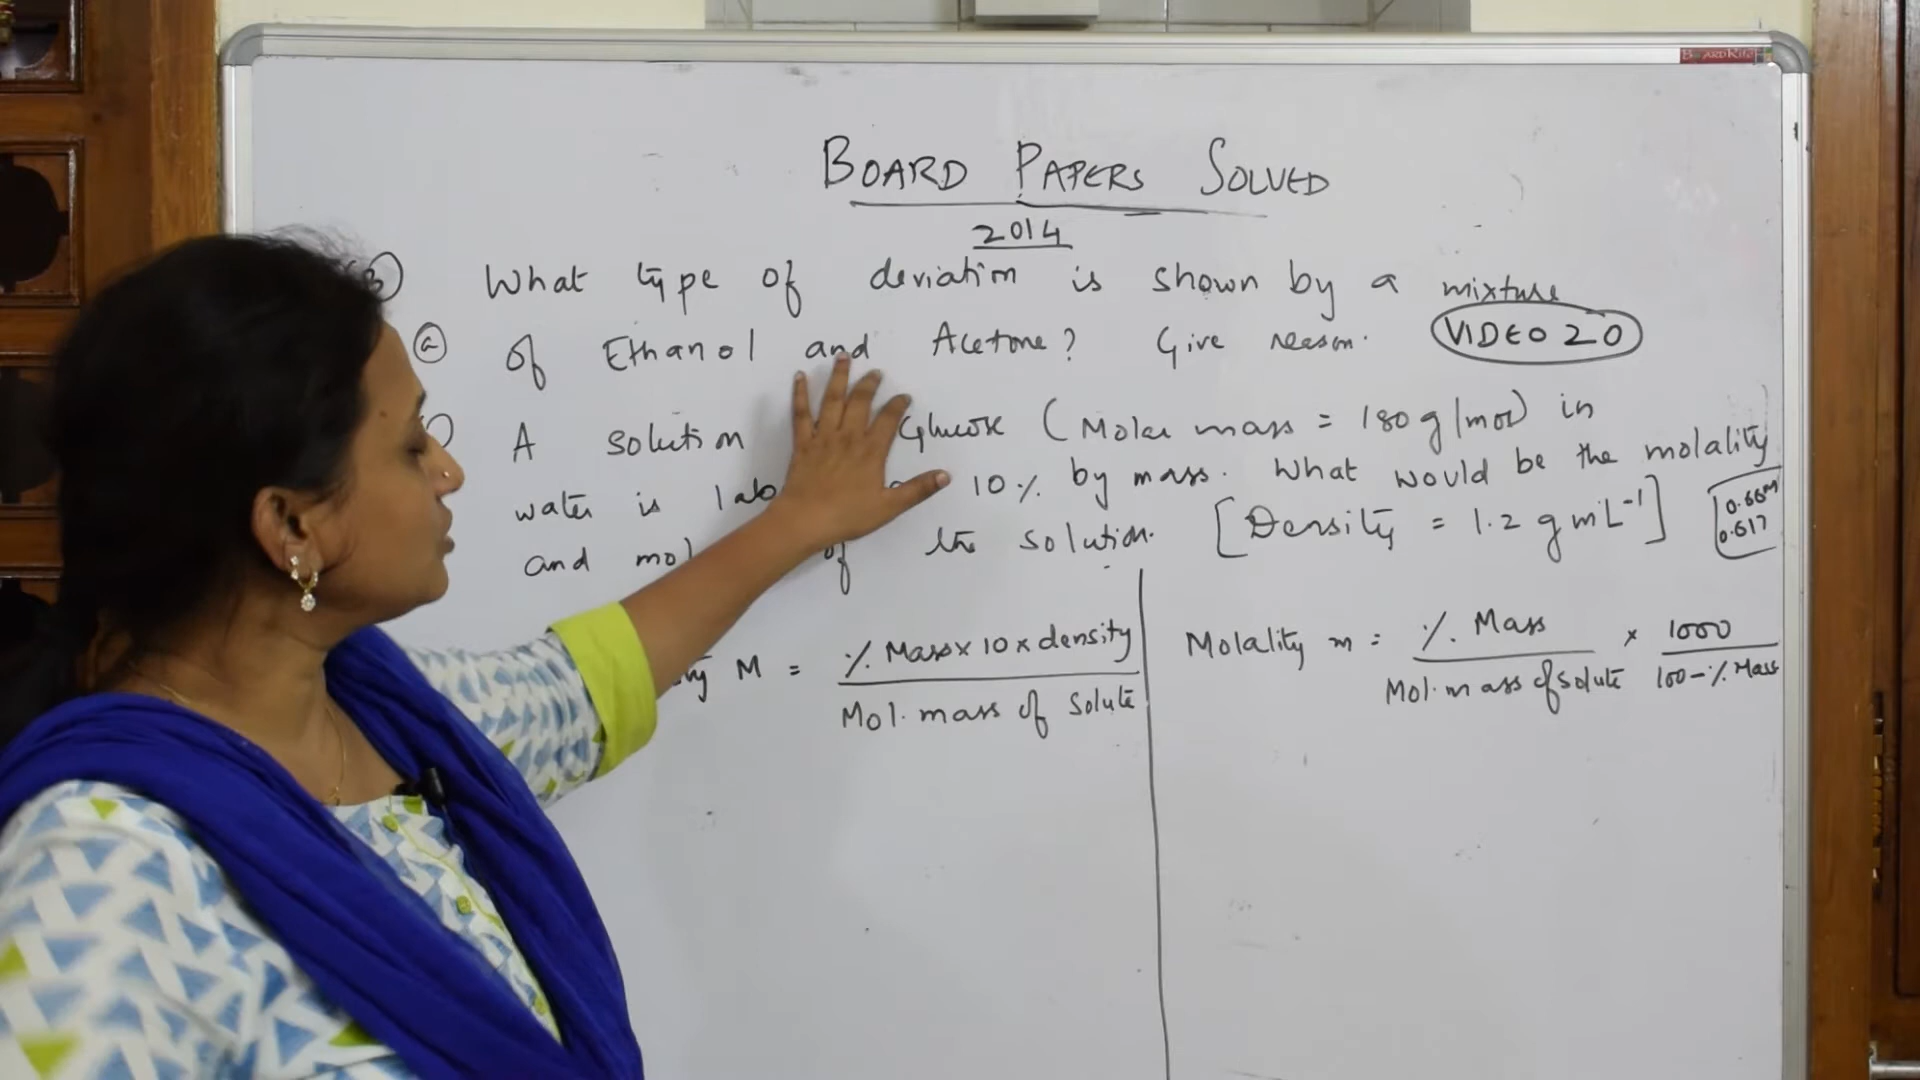 BOARDKING
BOARD PAPERS SOLVED
2014
What type of deviation is shown by a mixture
(a) of Ethanol and Acetone? Give reason. VIDEO 20
A solution Glucose (Molar mass = 180 g/mol) in
water is lab 10% by mass. What would be the molality
and mol of the solution. [Density = 1.2 g mL⁻¹]
0.66M
0.617
M = % Mass x 10 x density / Mol. mass of solute
Molality m = % Mass / Mol. mass of solute x 1000 / 100 - % Mass